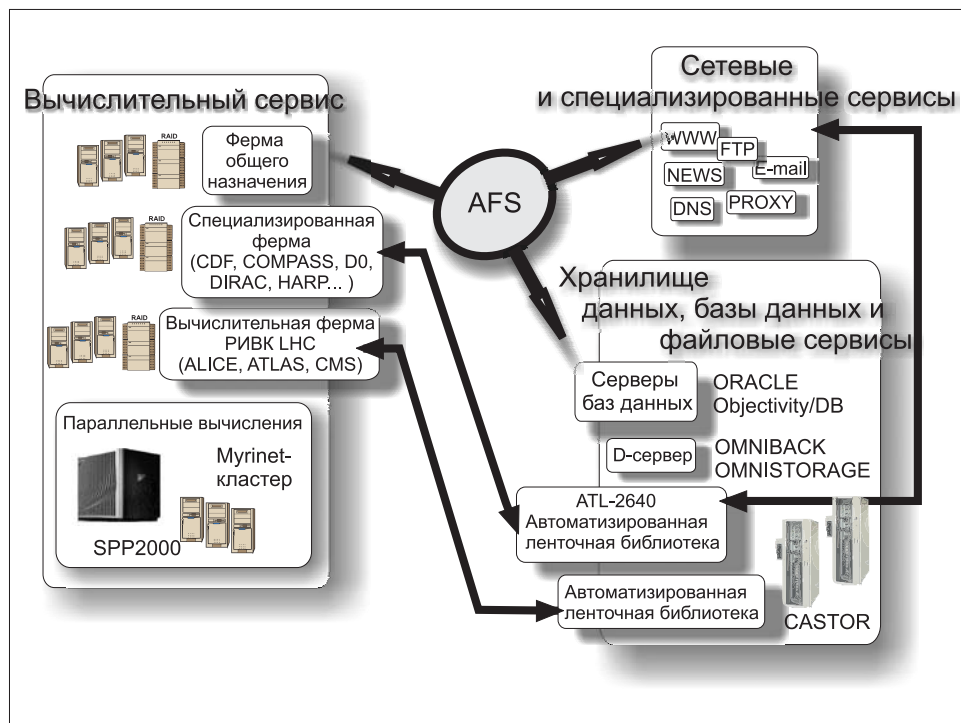 Вычислительный сервис
RAID
Ферма
общего
назначения
RAID
Специализированная
ферма
(CDF, COMPASS, D0,
DIRAC, HARP... )
RAID
Вычислительная ферма
РИВК LHC
(ALICE, ATLAS, CMS)
Параллельные вычисления
Myrinet-
кластер
SPP2000
AFS
Сетевые
и специализированные сервисы
WWW
FTP
NEWS
E-mail
DNS
PROXY
Хранилище
данных, базы данных и
файловые сервисы
Серверы
баз данных
ORACLE
Objectivity/DB
D-сервер
OMNIBACK
OMNISTORAGE
ATL-2640
Автоматизированная
ленточная библиотека
Автоматизированная
ленточная библиотека
CASTOR